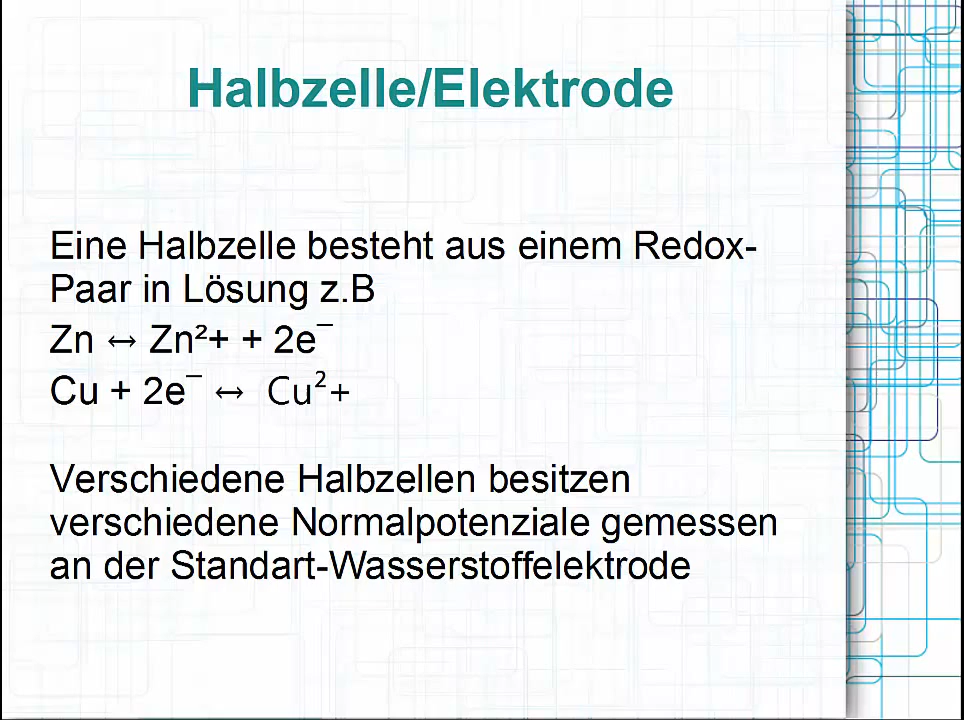 Halbzelle/Elektrode
Eine Halbzelle besteht aus einem Redox-
Paar in Lösung z.B
Zn ↔ Zn²+ + 2e¯
Cu + 2e¯ ↔ Cu²+
Verschiedene Halbzellen besitzen
verschiedene Normalpotenziale gemessen
an der Standart-Wasserstoffelektrode